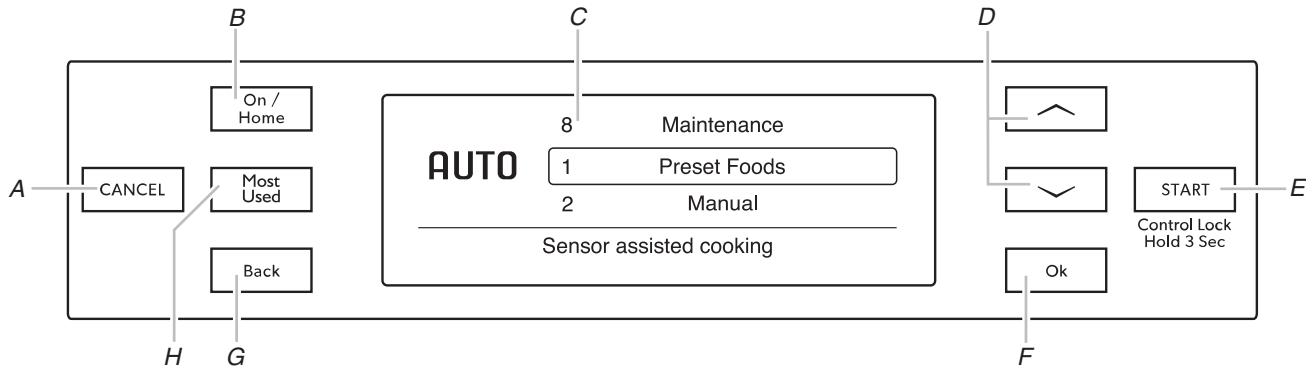 B
C
D
On /
Home
8 Maintenance
AUTO
1 Preset Foods
A
CANCEL
Most
Used
START
E
2 Manual
Control Lock
Hold 3 Sec
Sensor assisted cooking
Back
Ok
H
G
F